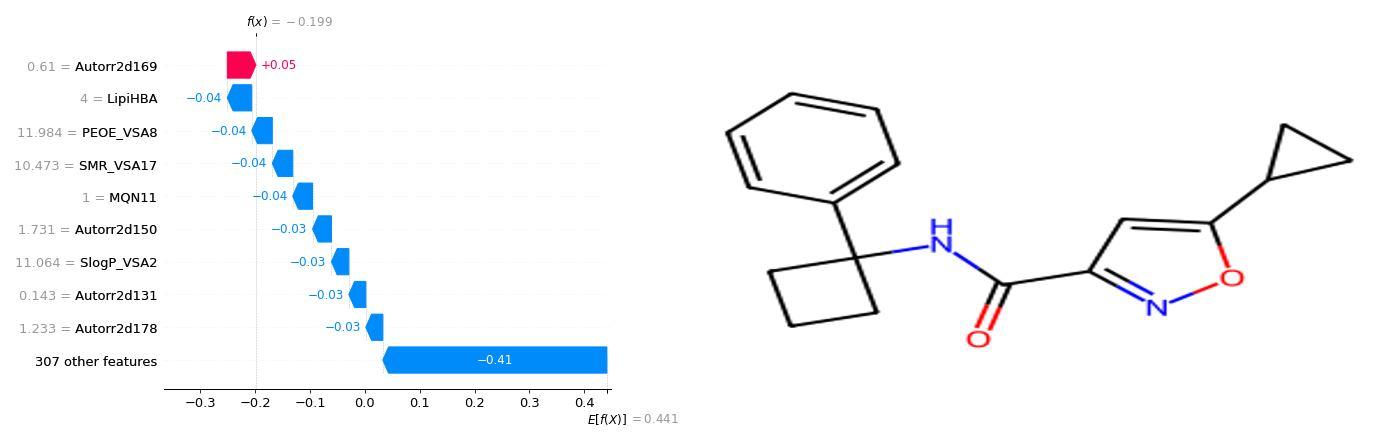 f(x) = −0.199
0.61 = Autorr2d169
+0.05
4 = LipiHBA
−0.04
11.984 = PEOE_VSA8
−0.04
10.473 = SMR_VSA17
−0.04
1 = MQN11
−0.04
1.731 = Autorr2d150
−0.03
11.064 = SlogP_VSA2
−0.03
0.143 = Autorr2d131
−0.03
1.233 = Autorr2d178
−0.03
307 other features
−0.41
−0.3 −0.2 −0.1 0.0 0.1 0.2 0.3 0.4
E[f(X)] = 0.441
H
N
O
N
O